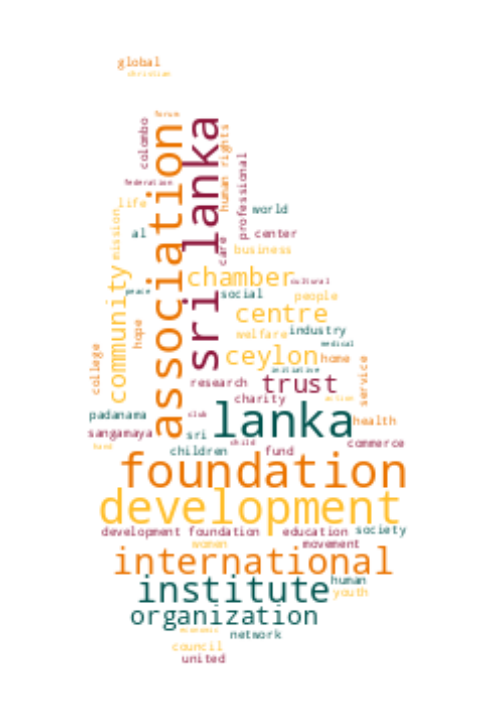 global
christian
forum
colombo
association
sri lanka
human rights
federation
professional
life
mission
world
al
center
care
business
community
chamber
cultural
peace
social
people
centre
hope
welfare
industry
medical
college
ceylon
home
initiative
service
research
trust
charity
action
padanama
club
lanka
health
sangamaya
sri
child
commerce
hand
children
fund
foundation
development
development foundation
education
society
women
movement
international
institute
human
youth
organization
economic
network
council
united